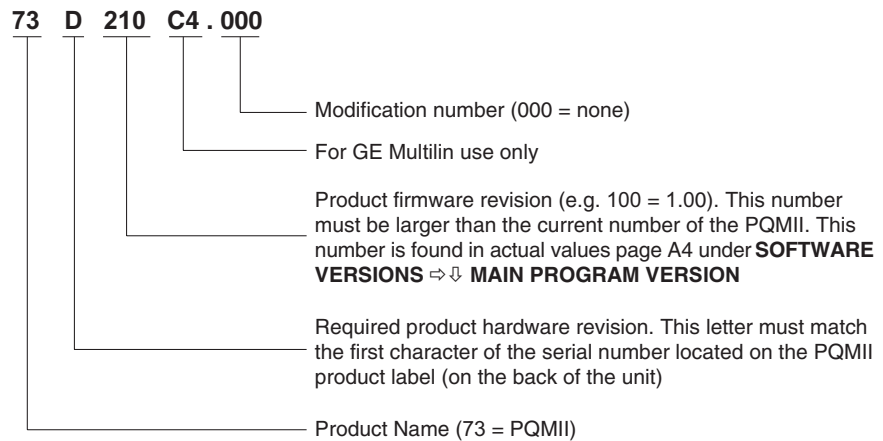 73 D 210 C4 . 000
Modification number (000 = none)
For GE Multilin use only
Product firmware revision (e.g. 100 = 1.00). This number
must be larger than the current number of the PQMII. This
number is found in actual values page A4 under SOFTWARE
VERSIONS ⇨⇩ MAIN PROGRAM VERSION
Required product hardware revision. This letter must match
the first character of the serial number located on the PQMII
product label (on the back of the unit)
Product Name (73 = PQMII)